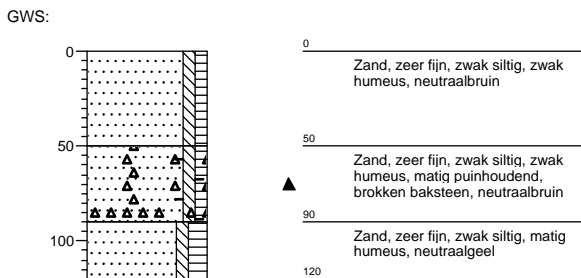 GWS:
0
50
100
0
Zand, zeer fijn, zwak siltig, zwak
humeus, neutraalbruin
50
Zand, zeer fijn, zwak siltig, zwak
humeus, matig puinhoudend,
brokken baksteen, neutraalbruin
90
Zand, zeer fijn, zwak siltig, matig
humeus, neutraalgeel
120